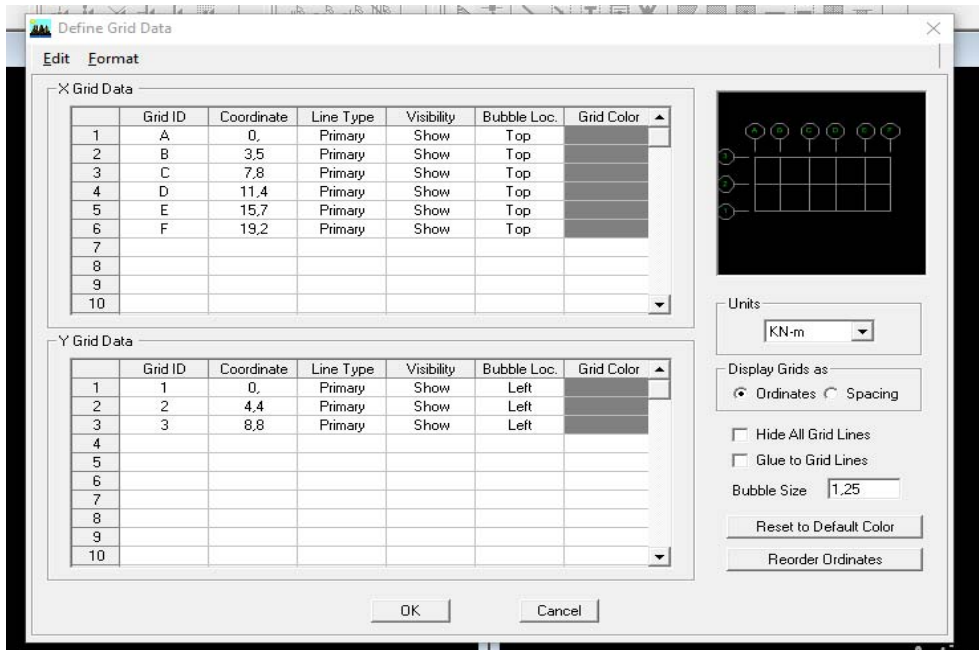 Define Grid Data
Edit Format
X Grid Data
Grid ID Coordinate Line Type Visibility Bubble Loc. Grid Color
1 A 0, Primary Show Top
2 B 3,5 Primary Show Top
3 C 7,8 Primary Show Top
4 D 11,4 Primary Show Top
5 E 15,7 Primary Show Top
6 F 19,2 Primary Show Top
7
8
9
10
Y Grid Data
Grid ID Coordinate Line Type Visibility Bubble Loc. Grid Color
1 1 0, Primary Show Left
2 2 4,4 Primary Show Left
3 3 8,8 Primary Show Left
4
5
6
7
8
9
10
A B C D E F
3
2
1
Units
KN-m
Display Grids as
Ordinates Spacing
Hide All Grid Lines
Glue to Grid Lines
Bubble Size 1,25
Reset to Default Color
Reorder Ordinates
OK Cancel